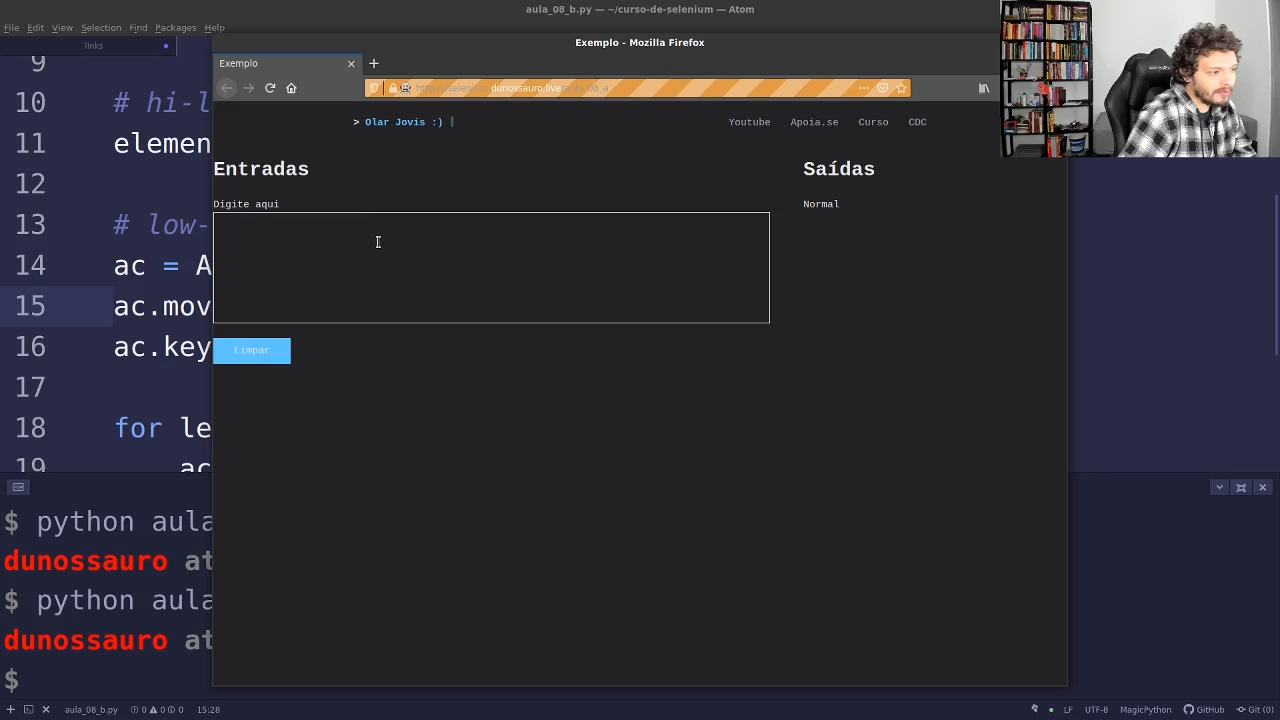 aula_08_b.py — ~/curso-de-selenium — Atom
File Edit View Selection Find Packages Help
links
Exemplo - Mozilla Firefox
Exemplo
dunossauro.live
> Olar Jovis :) |
Youtube Apoia.se Curso CDC
Entradas
Saídas
Digite aqui
Normal
Limpar
9
10 # hi-l
11 elemen
12
13 # low-
14 ac = A
15 ac.mov
16 ac.key
17
18 for le
19 ac
$ python aula
dunossauro at
$ python aula
dunossauro at
$
aula_08_b.py 0 0 0 15:28
LF UTF-8 MagicPython GitHub Git (0)